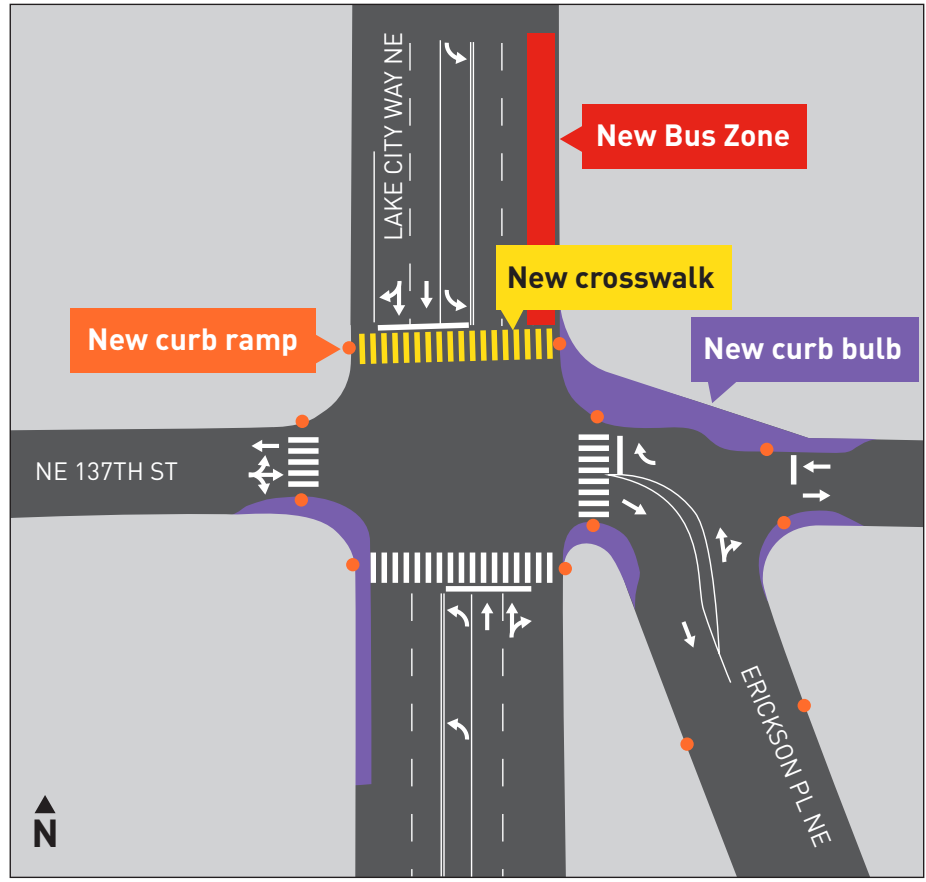 LAKE CITY WAY NE
New Bus Zone
New crosswalk
New curb ramp
New curb bulb
NE 137TH ST
ERICKSON PL NE
N